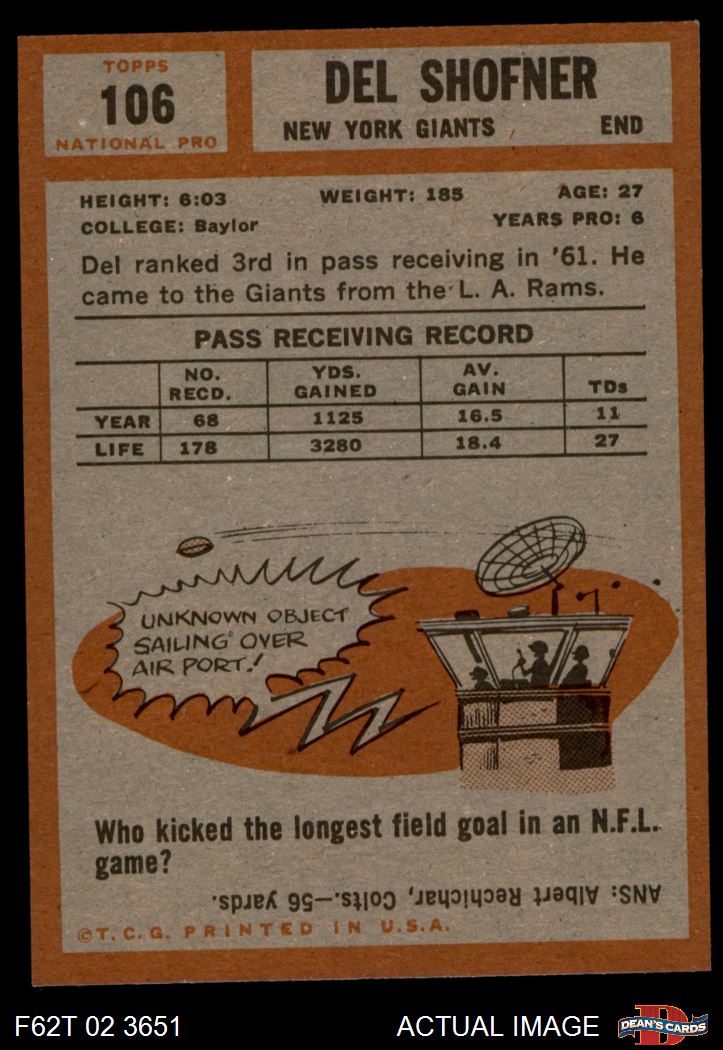 TOPPS
106
NATIONAL PRO
DEL SHOFNER
NEW YORK GIANTS END
HEIGHT: 6:03 WEIGHT: 185 AGE: 27
COLLEGE: Baylor YEARS PRO: 6
Del ranked 3rd in pass receiving in '61. He
came to the Giants from the L. A. Rams.
PASS RECEIVING RECORD
NO. RECD. YDS. GAINED AV. GAIN TDs
YEAR 68 1125 16.5 11
LIFE 178 3280 18.4 27
UNKNOWN OBJECT
SAILING OVER
AIR PORT!
Who kicked the longest field goal in an N.F.L.
game?
ANS: Albert Rechichar, Colts.—56 yards.
©T.C.G. PRINTED IN U.S.A.
F62T 02 3651 ACTUAL IMAGE D DEAN'S CARDS